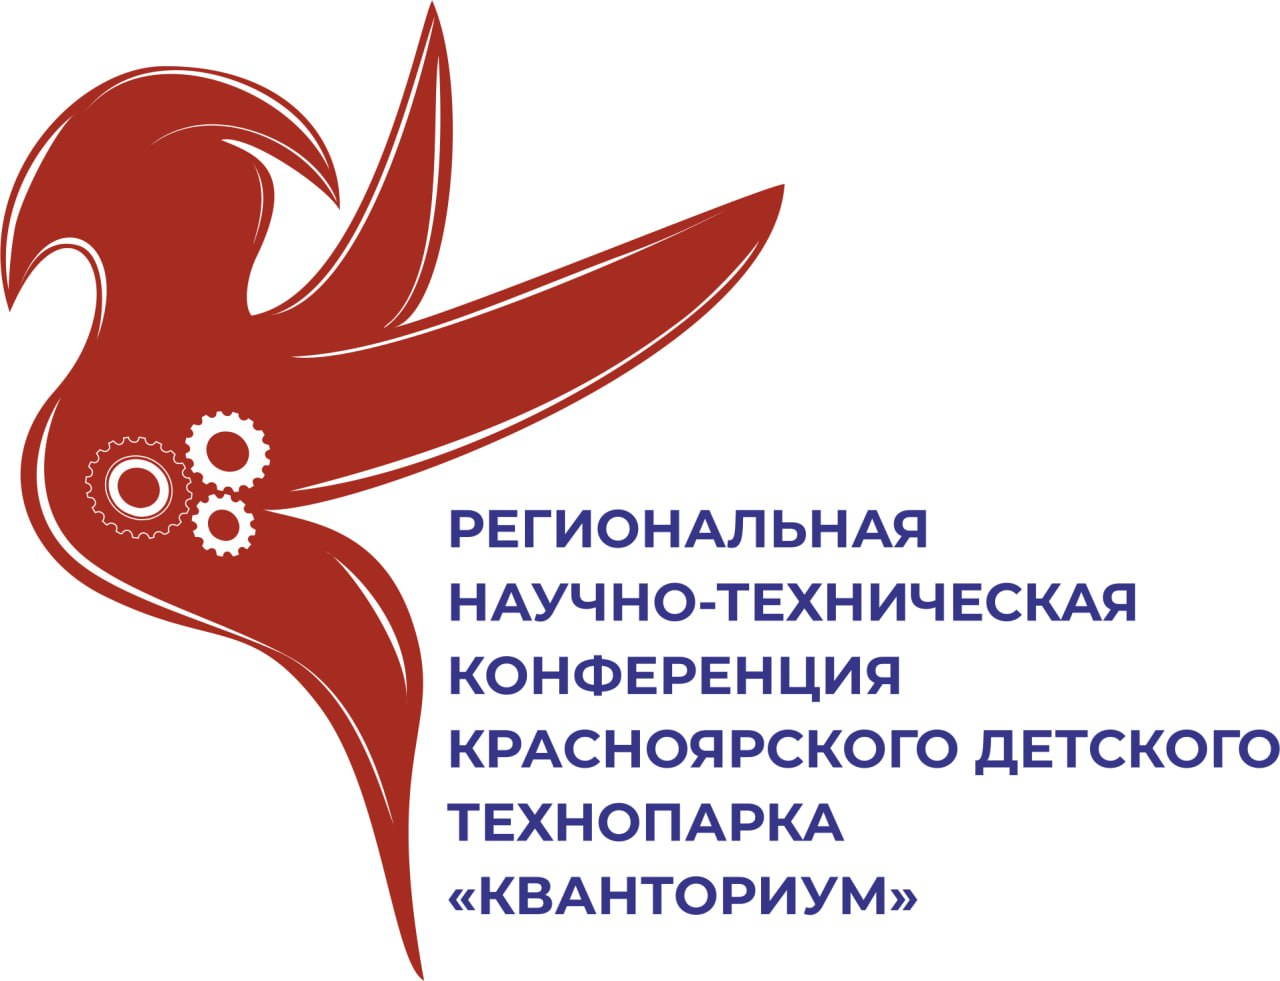 РЕГИОНАЛЬНАЯ
НАУЧНО-ТЕХНИЧЕСКАЯ
КОНФЕРЕНЦИЯ
КРАСНОЯРСКОГО ДЕТСКОГО
ТЕХНОПАРКА
«КВАНТОРИУМ»